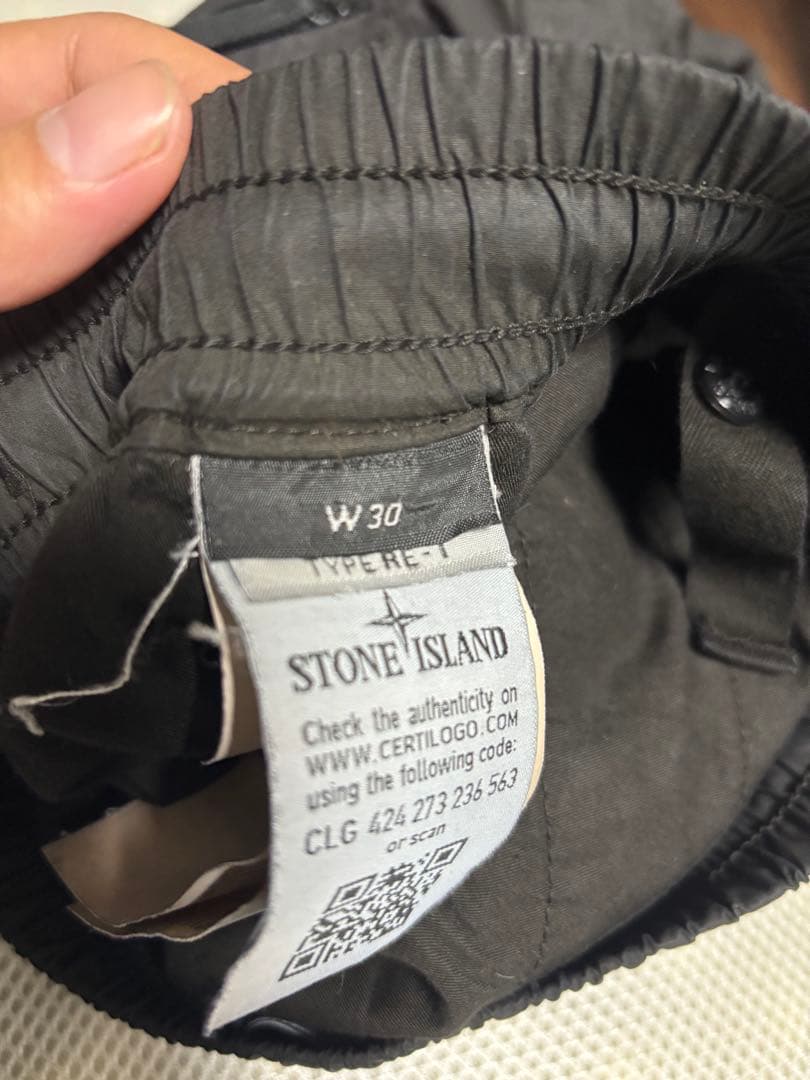 W 30
TYPE RE-T
STONE ISLAND
Check the authenticity on
WWW.CERTILOGO.COM
using the following code:
CLG 424 273 236 563
or scan